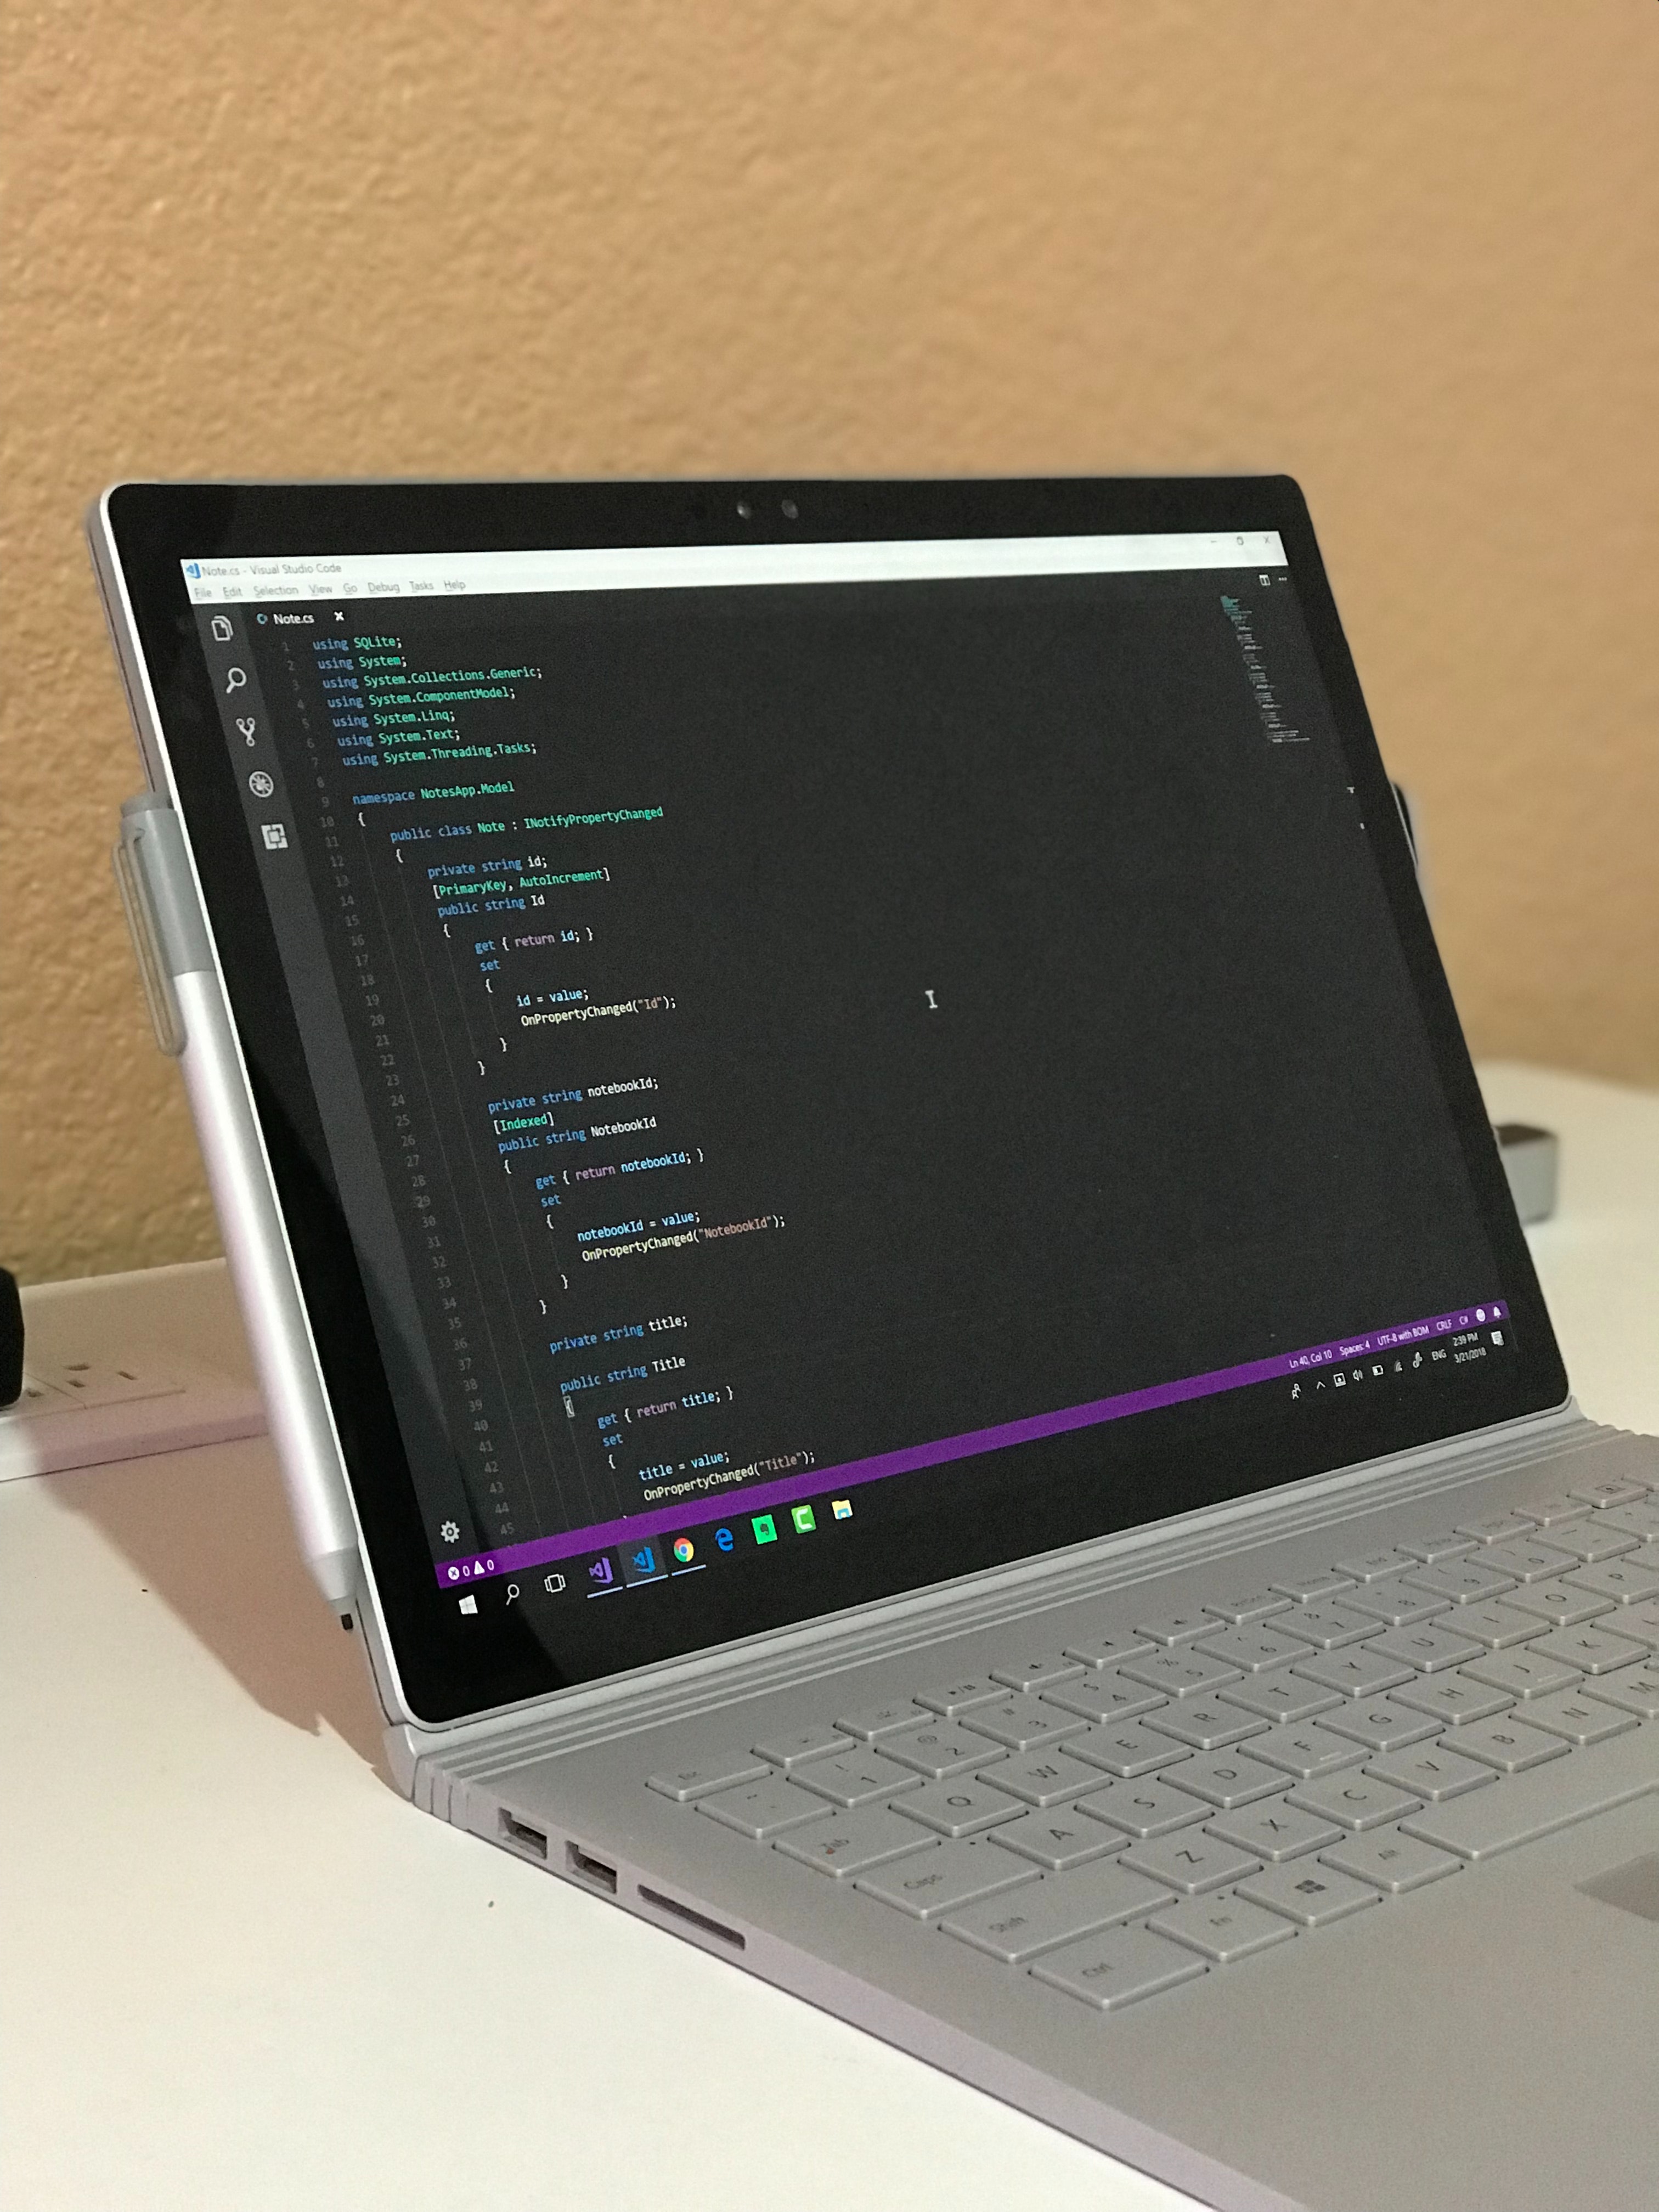 Note.cs - Visual Studio Code
File Edit Selection View Go Debug Tasks Help
Note.cs
1 using SQLite;
2 using System;
3 using System.Collections.Generic;
4 using System.ComponentModel;
5 using System.Linq;
6 using System.Text;
7 using System.Threading.Tasks;
8
9 namespace NotesApp.Model
10 {
11 public class Note : INotifyPropertyChanged
12 {
13 private string id;
14 [PrimaryKey, AutoIncrement]
15 public string Id
16 {
17 get { return id; }
18 set
19 {
20 id = value;
21 OnPropertyChanged("Id");
22 }
23 }
24
25 private string notebookId;
26 [Indexed]
27 public string NotebookId
28 {
29 get { return notebookId; }
30 set
31 {
32 notebookId = value;
33 OnPropertyChanged("NotebookId");
34 }
35 }
36
37 private string title;
38
39 public string Title
40 {
41 get { return title; }
42 set
43 {
44 title = value;
45 OnPropertyChanged("Title");
0 0
Ln 40, Col 10 Spaces: 4 UTF-8 with BOM CRLF C#
ENG 2:39 PM
3/21/2018
Esc
! 1 2 # 3 $ 4 % 5 6 & 7 8
Tab Q W E R T Y U I O P
Caps A S D F G H J K
Shift Z X C V B N M
Ctrl Fn Alt